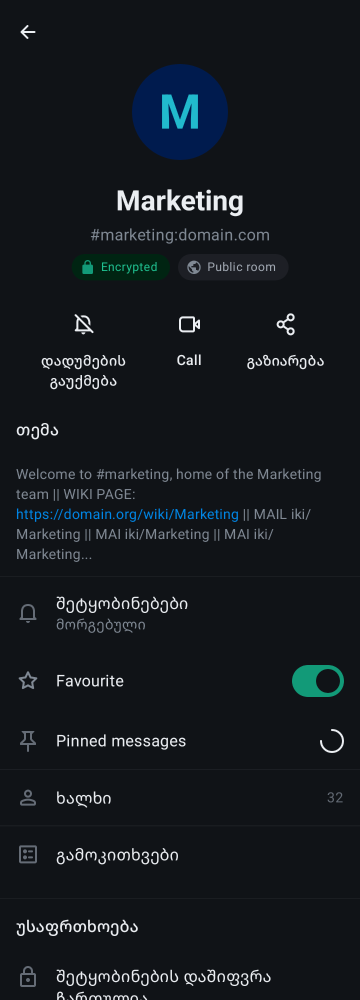 M
Marketing
#marketing:domain.com
Encrypted
Public room
დადუმების
გაუქმება
Call
გაზიარება
თემა
Welcome to #marketing, home of the Marketing
team || WIKI PAGE:
https://domain.org/wiki/Marketing || MAIL iki/
Marketing || MAI iki/Marketing || MAI iki/
Marketing...
შეტყობინებები
მორგებული
Favourite
Pinned messages
ხალხი
32
გამოკითხვები
უსაფრთხოება
შეტყობინების დაშიფვრა
ჩართულია